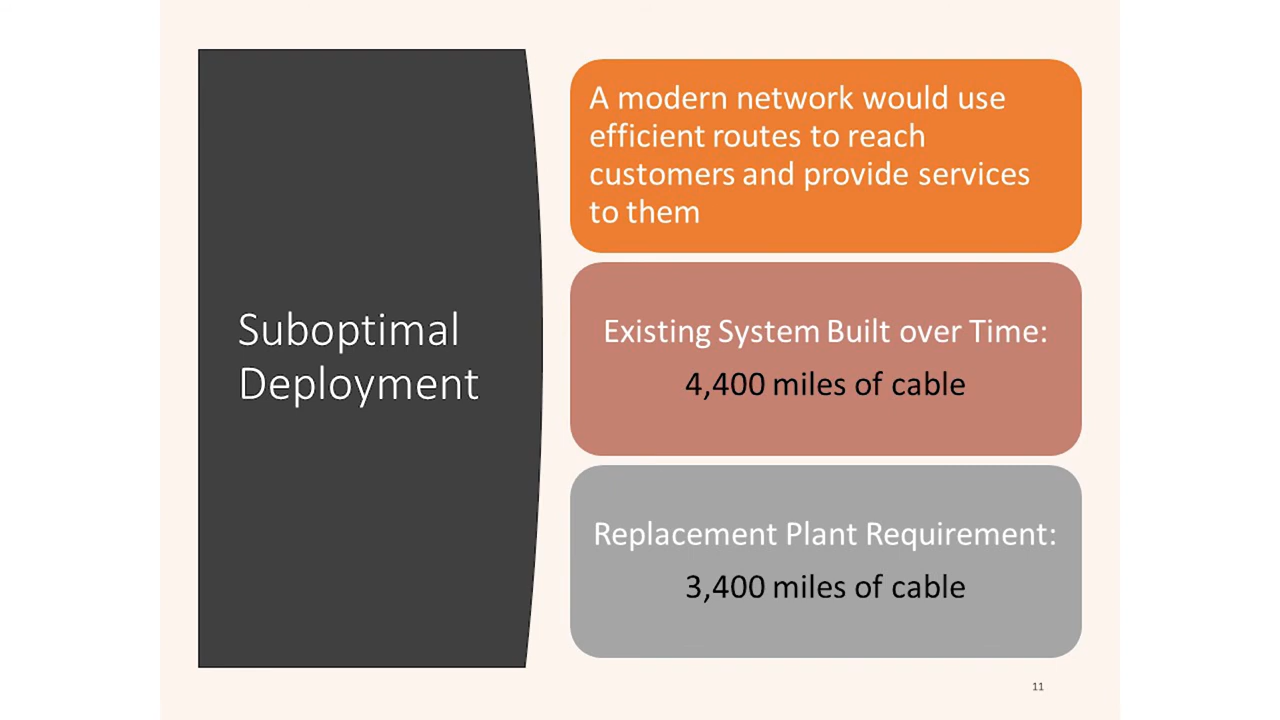 Suboptimal
Deployment
A modern network would use
efficient routes to reach
customers and provide services
to them
Existing System Built over Time:
4,400 miles of cable
Replacement Plant Requirement:
3,400 miles of cable
11